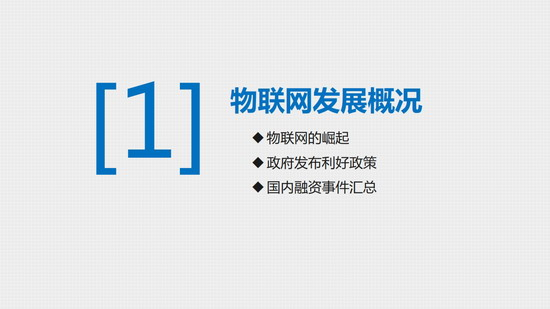 [1]
物联网发展概况
◆ 物联网的崛起
◆ 政府发布利好政策
◆ 国内融资事件汇总